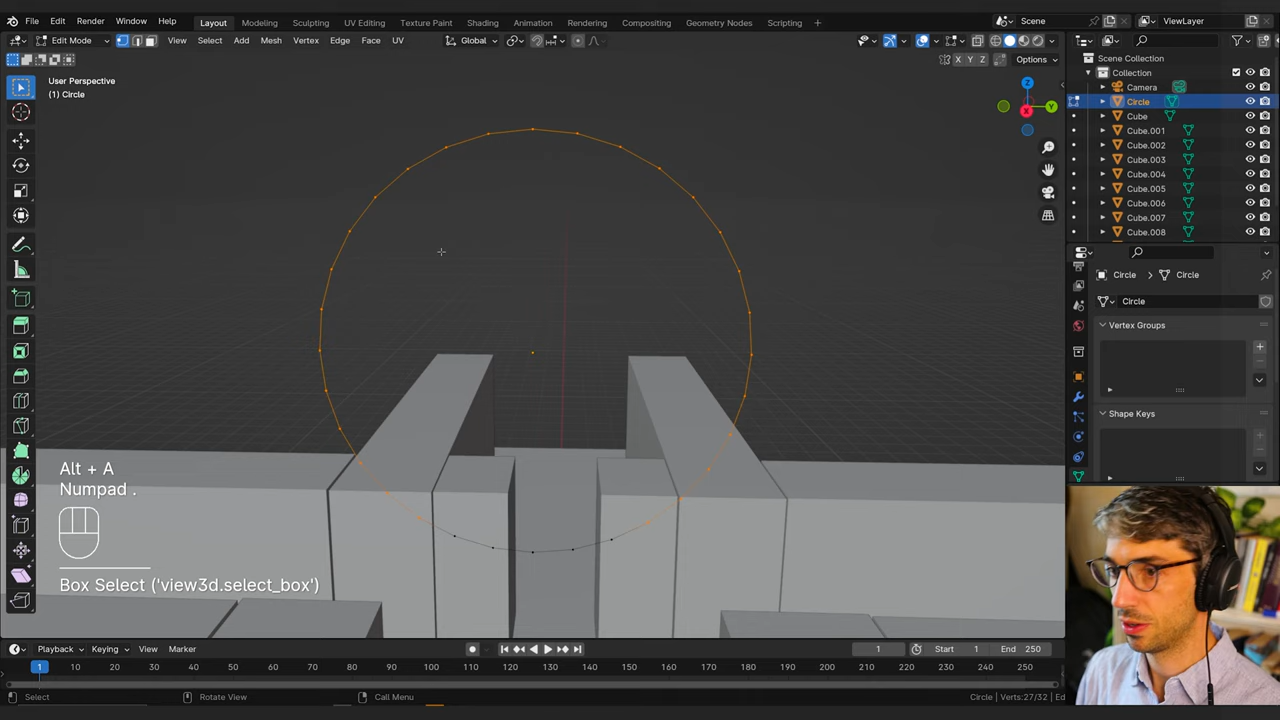 File Edit Render Window Help Layout Modeling Sculpting UV Editing Texture Paint Shading Animation Rendering Compositing Geometry Nodes Scripting + Scene ViewLayer
Edit Mode View Select Add Mesh Vertex Edge Face UV Global
X Y Z Options
User Perspective
(1) Circle
Z
Y
X
Scene Collection
Collection
Camera
Circle
Cube
Cube.001
Cube.002
Cube.003
Cube.004
Cube.005
Cube.006
Cube.007
Cube.008
Circle > Circle
Circle
Vertex Groups
Shape Keys
Alt + A
Numpad .
Box Select ('view3d.select_box')
Playback Keying View Marker 1 Start 1 End 250
1 10 20 30 40 50 60 70 80 90 100 110 120 130 140 150 160 170 180 190 200 210 220 230 240 250
Select Rotate View Call Menu Circle | Verts:27/32 | Ed